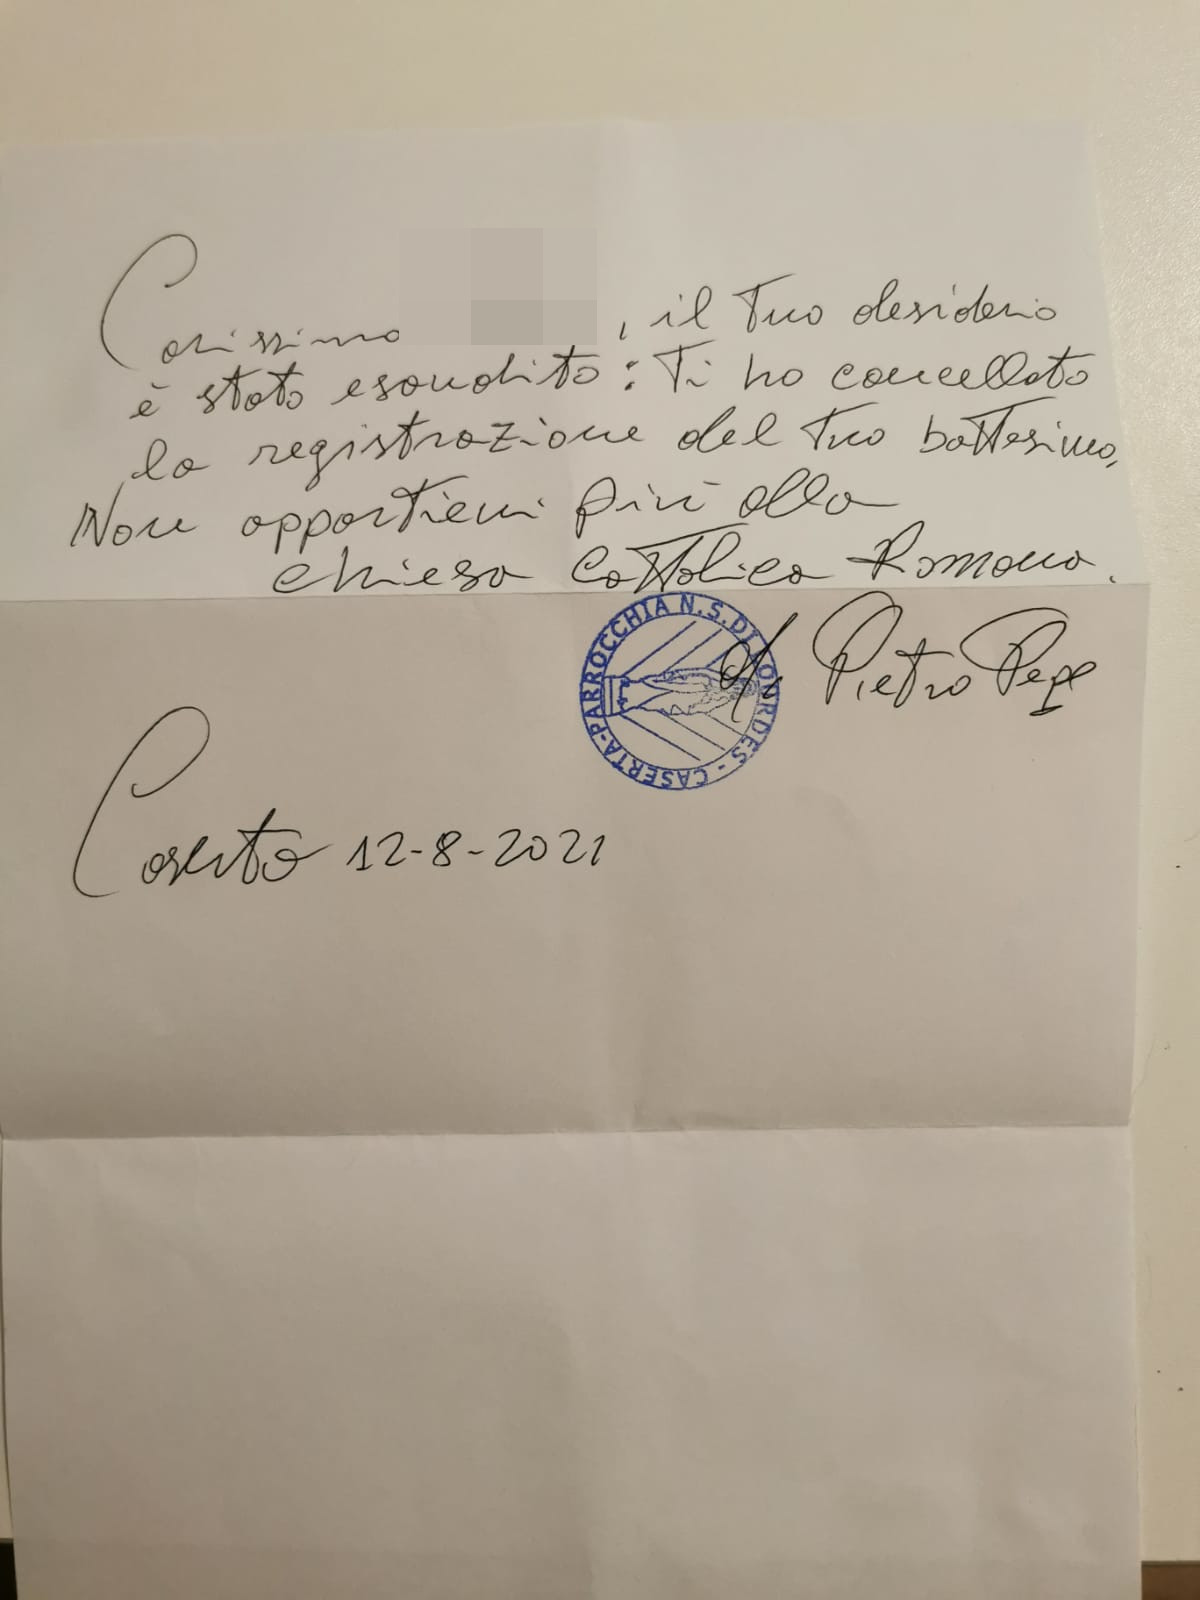 Carissimo , il Tuo desiderio
è stato esaudito: Ti ho cancellato
la registrazione del Tuo battesimo,
Non appartieni più alla
chiesa Cattolica Romana.
PARROCCHIA N.S. DI LOURDES - CASERTA -
d. Pietro Pepe
Caserta 12-8-2021